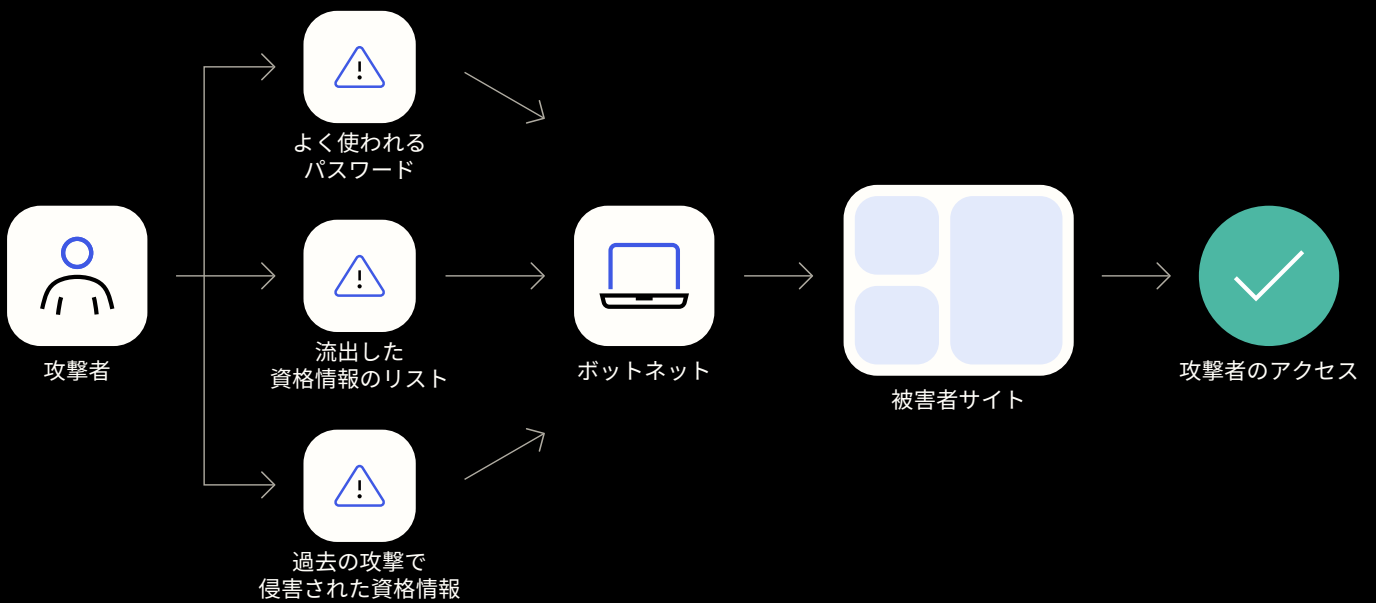 よく使われる
パスワード
攻撃者
流出した
資格情報のリスト
ボットネット
被害者サイト
攻撃者のアクセス
過去の攻撃で
侵害された資格情報